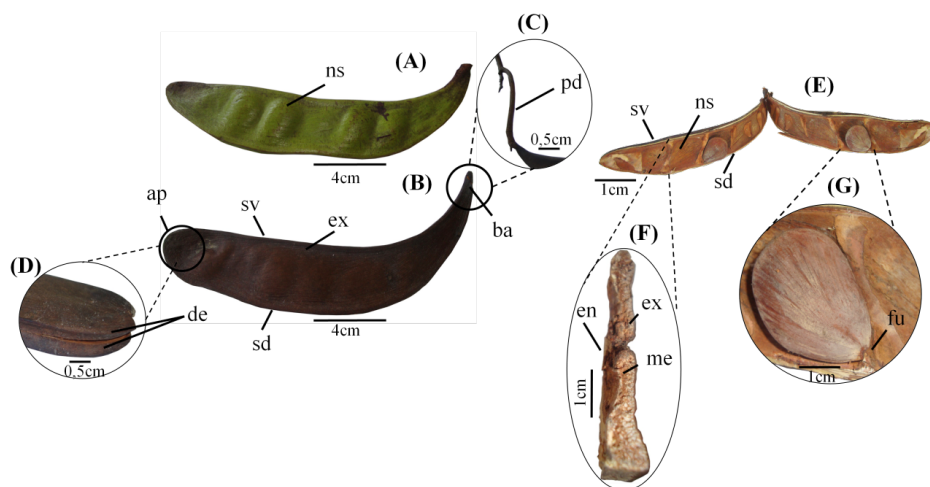 (A)
ns
4cm
(B)
ap
sv
ex
ba
sd
4cm
(C)
pd
0,5cm
(D)
de
0,5cm
(E)
sv
ns
sd
1cm
(F)
en
ex
me
1cm
(G)
fu
1cm